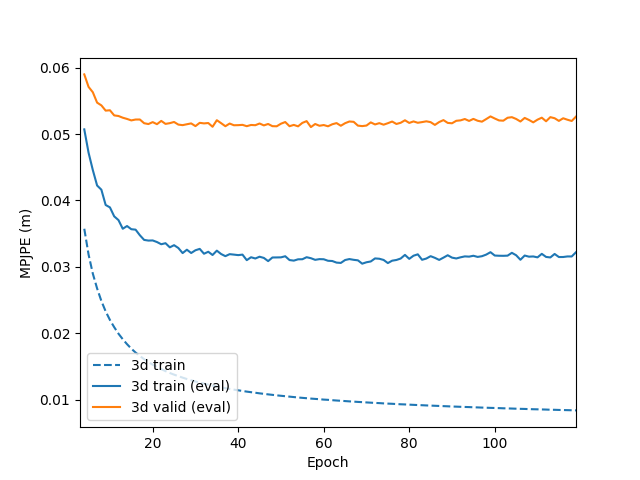 0.06
0.05
0.04
0.03
0.02
0.01
MPJPE (m)
3d train
3d train (eval)
3d valid (eval)
20 40 60 80 100
Epoch